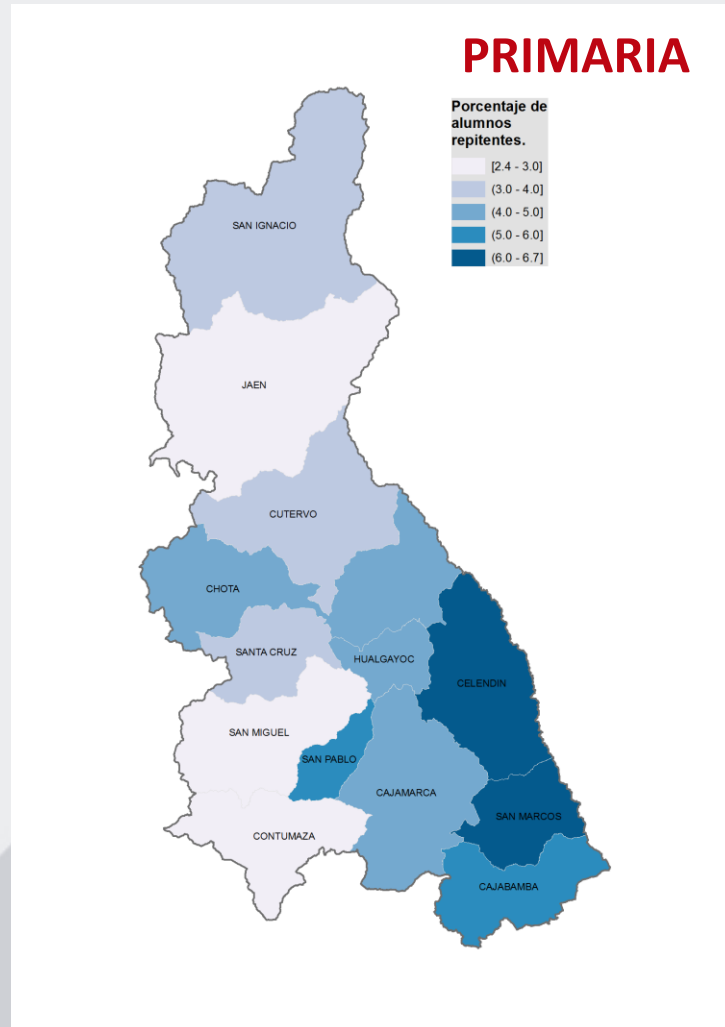 PRIMARIA
Porcentaje de
alumnos
repitentes.
[2.4 - 3.0]
(3.0 - 4.0]
(4.0 - 5.0]
(5.0 - 6.0]
(6.0 - 6.7]
SAN IGNACIO
JAEN
CUTERVO
CHOTA
SANTA CRUZ
HUALGAYOC
CELENDIN
SAN MIGUEL
SAN PABLO
CAJAMARCA
SAN MARCOS
CONTUMAZA
CAJABAMBA